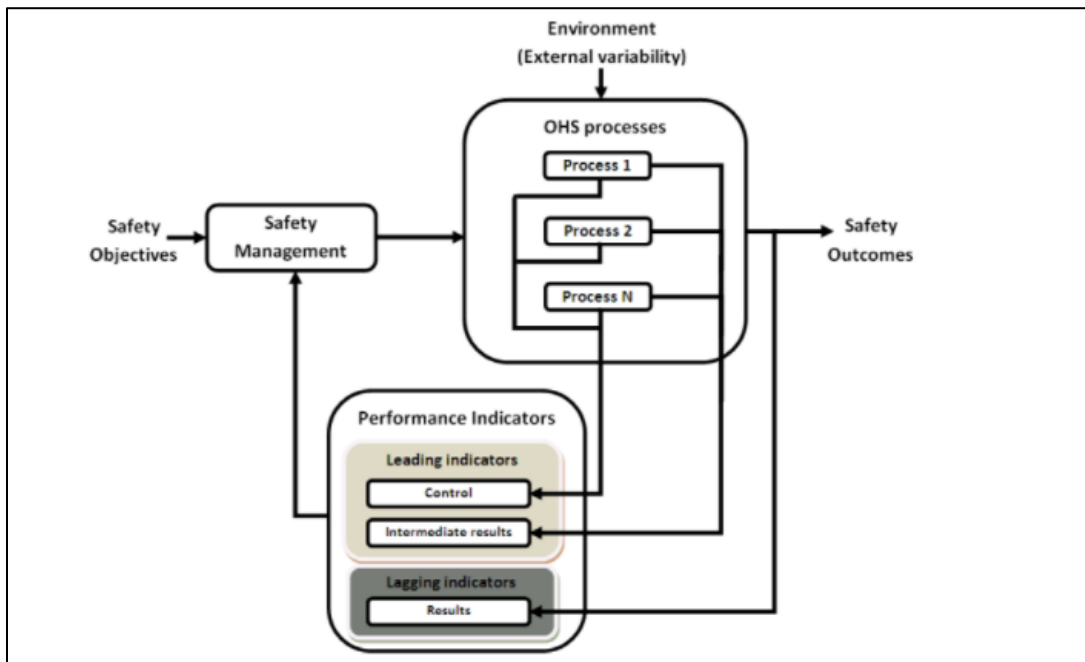 Environment
(External variability)
OHS processes
Process 1
Process 2
Process N
Safety
Objectives
Safety
Management
Safety
Outcomes
Performance Indicators
Leading indicators
Control
Intermediate results
Lagging indicators
Results